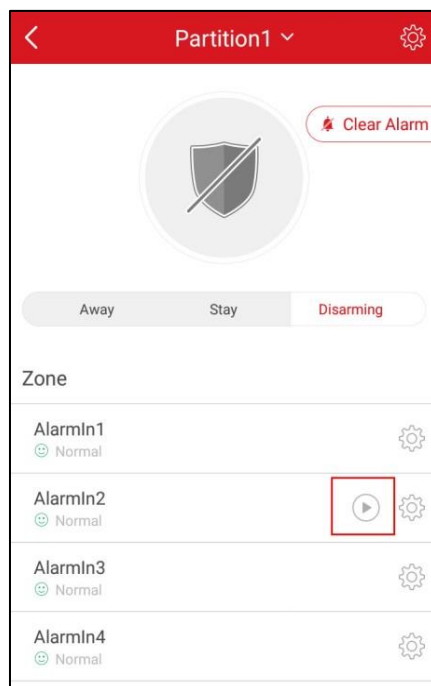 Partition1
Clear Alarm
Away Stay Disarming
Zone
AlarmIn1
Normal
AlarmIn2
Normal
AlarmIn3
Normal
AlarmIn4
Normal